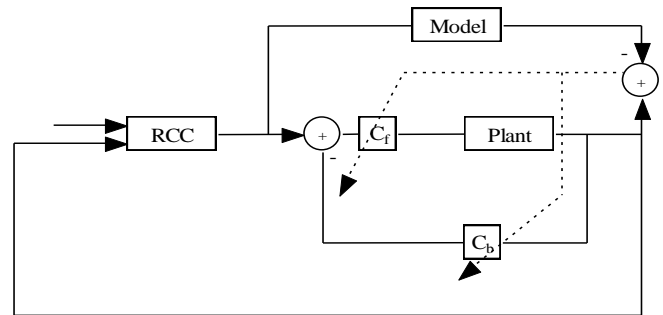 Model
-
+
RCC
+
C_f
Plant
-
C_b